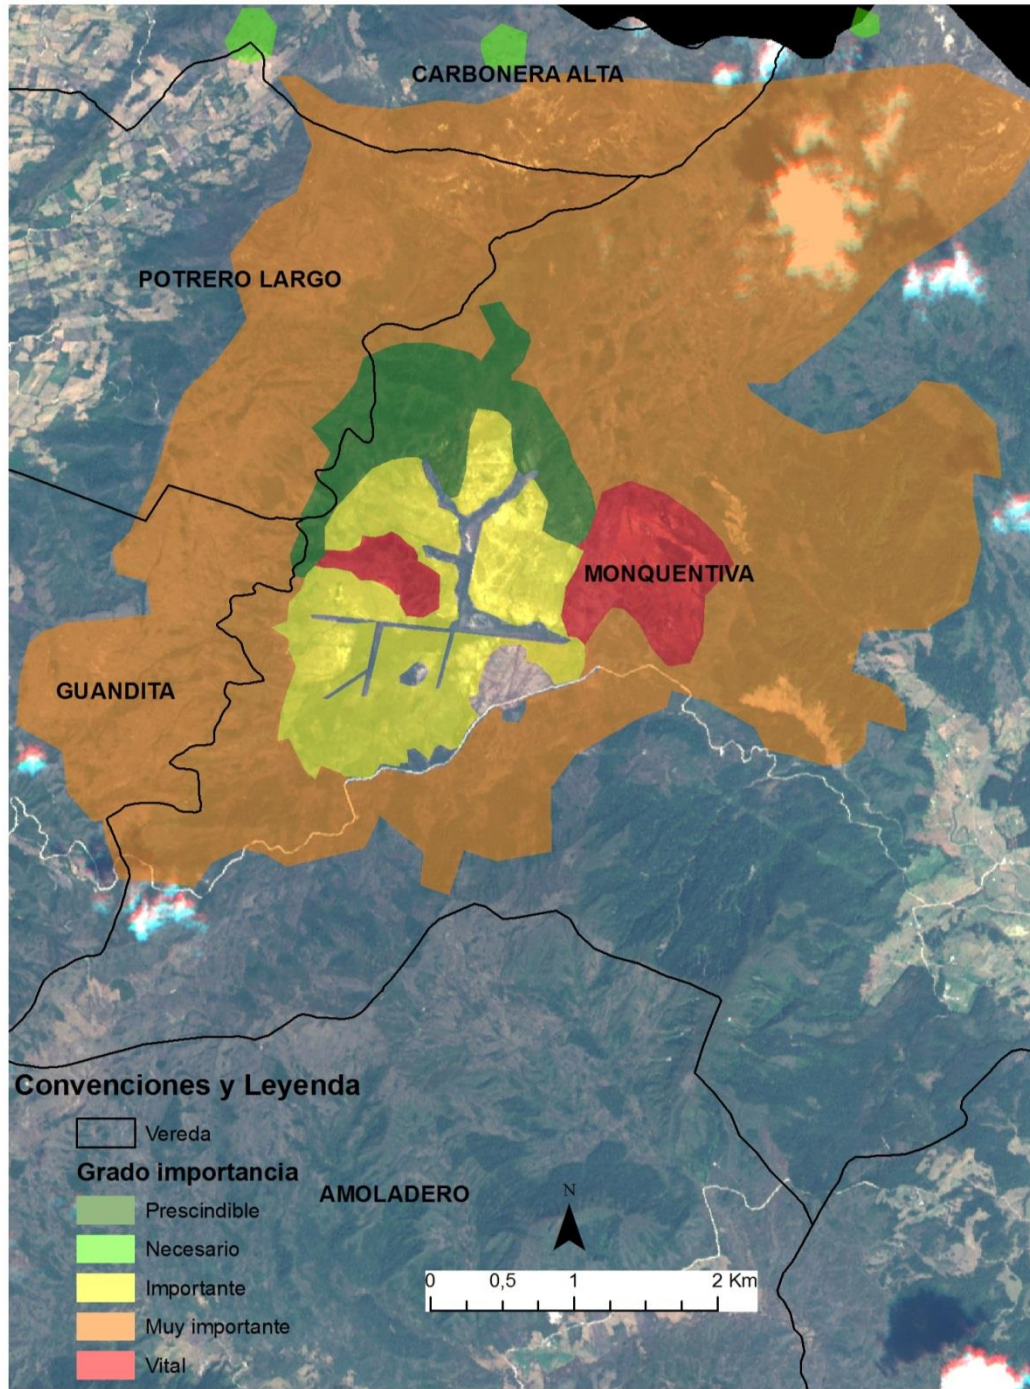 CARBONERA ALTA
POTRERO LARGO
MONQUENTIVA
GUANDITA
Convenciones y Leyenda
Vereda
Grado importancia
AMOLADERO
N
Prescindible
Necesario
0 0,5 1 2 Km
Importante
Muy importante
Vital